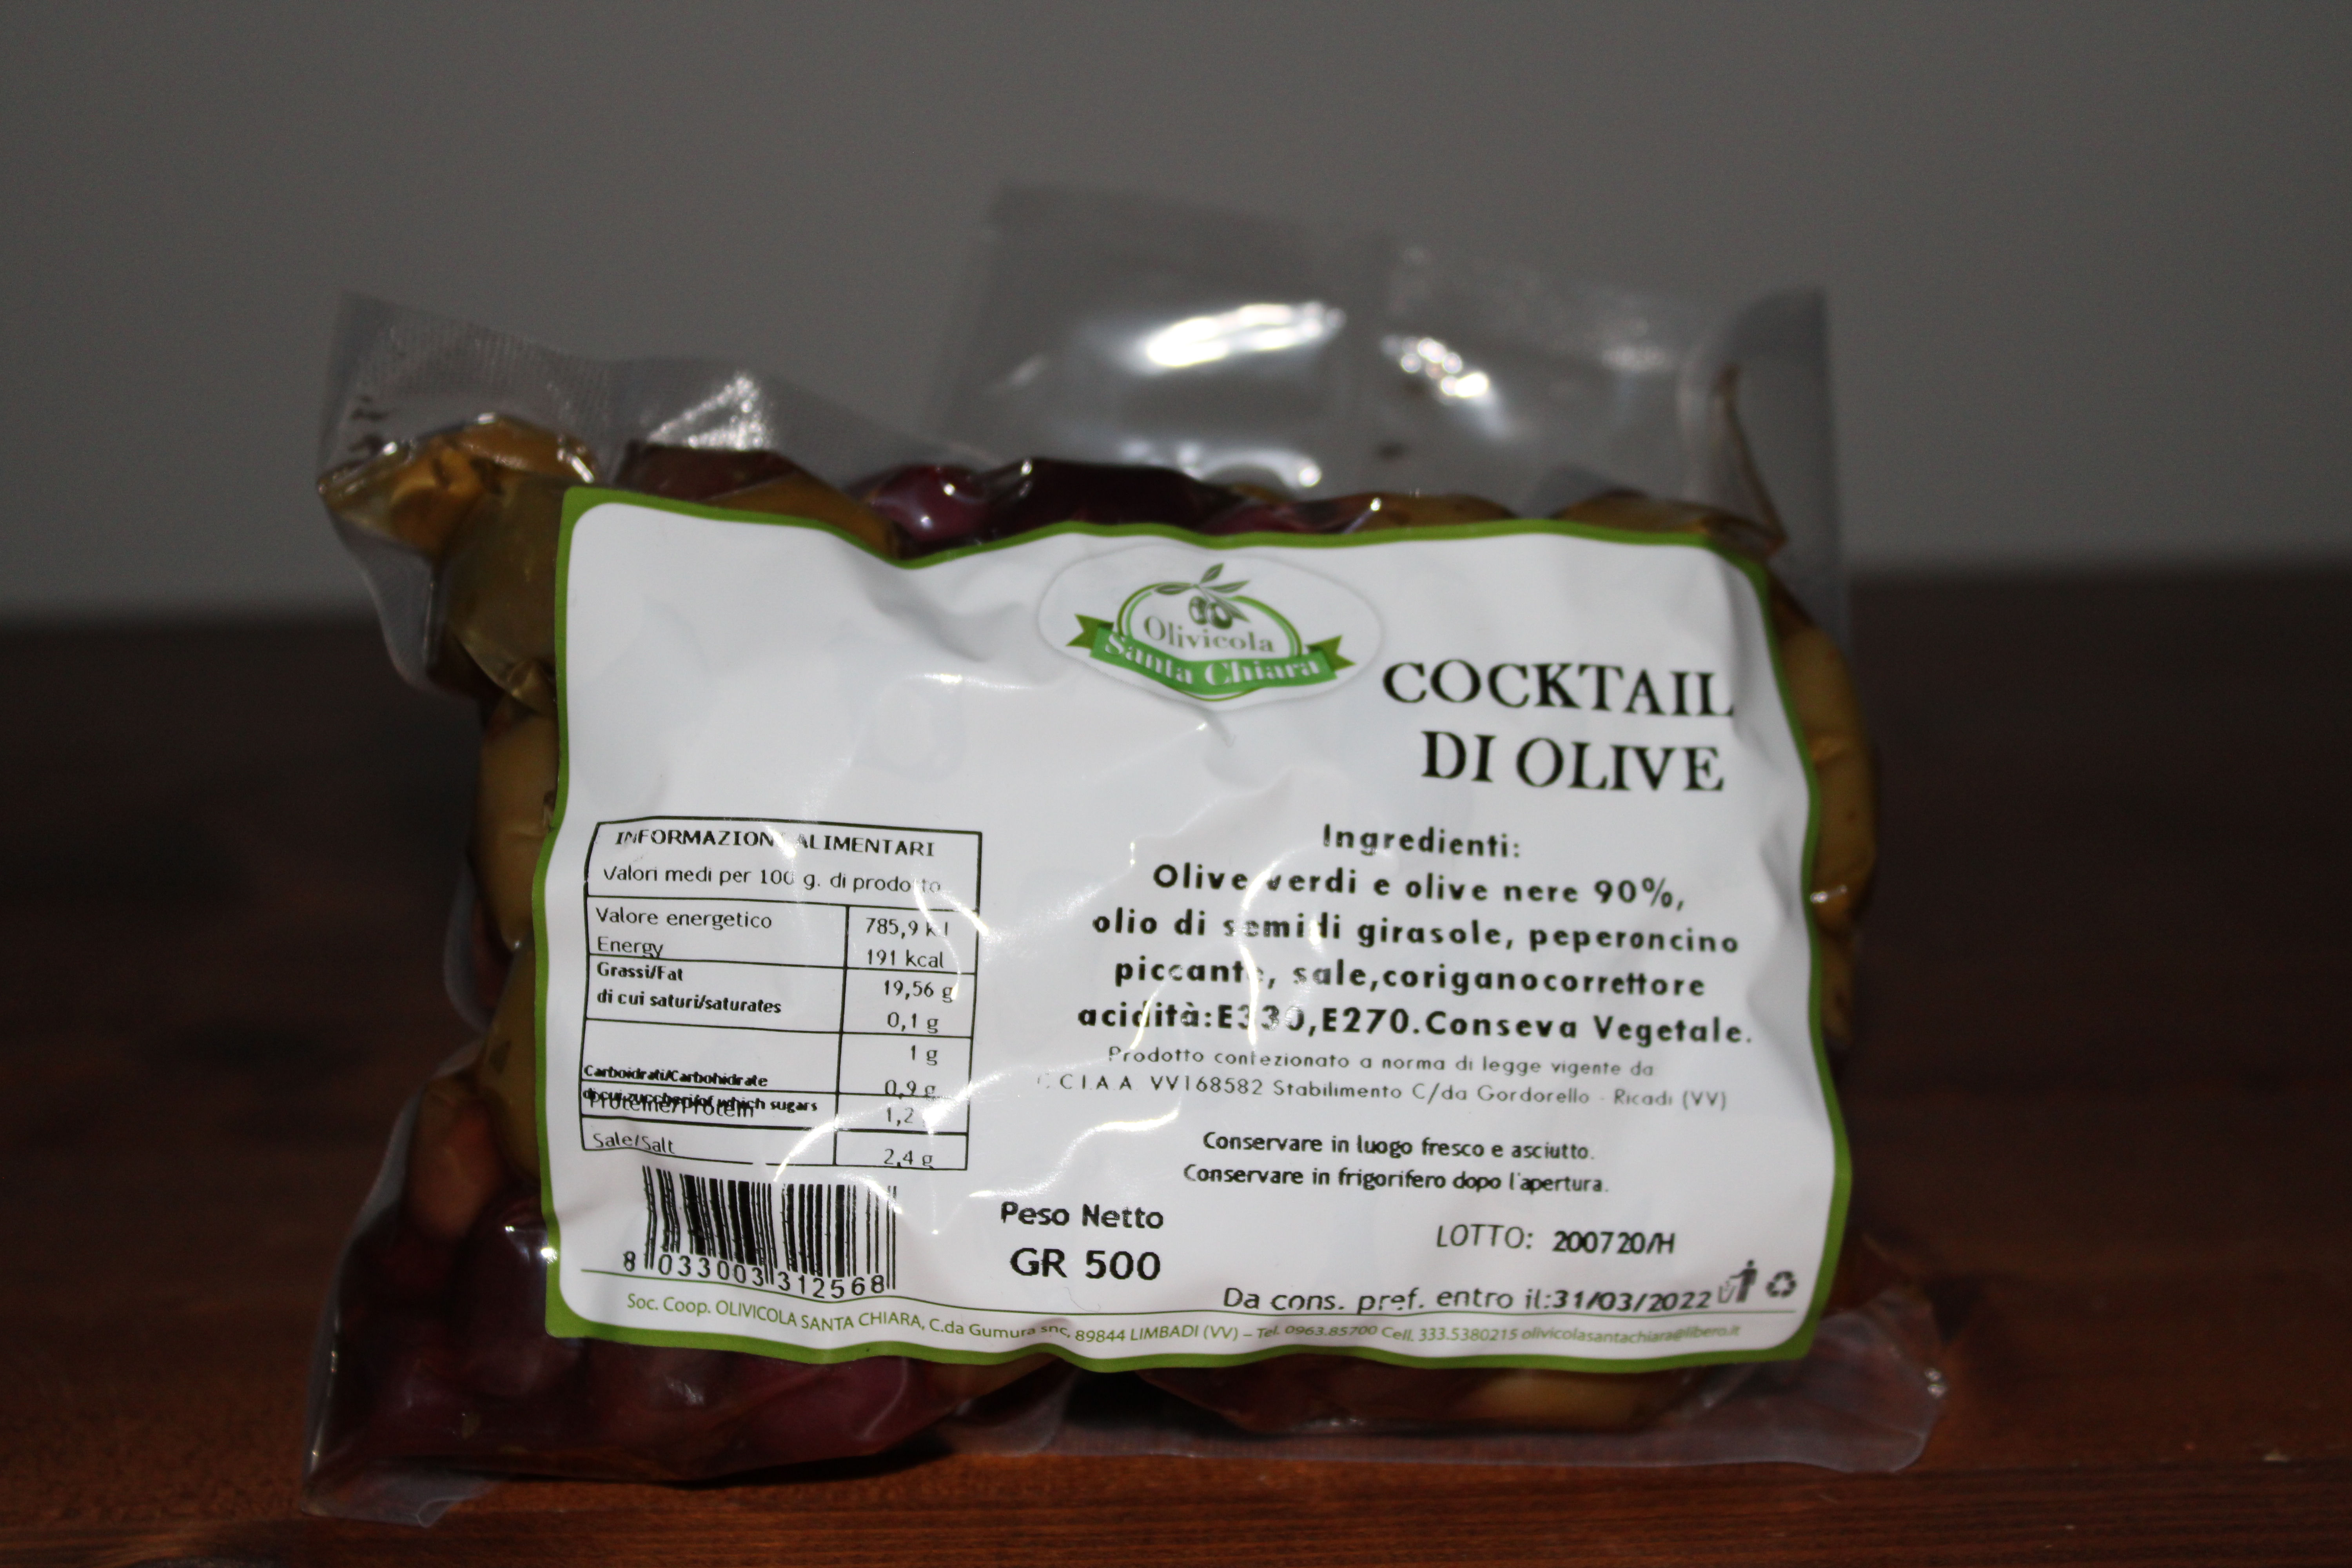 Olivicola
Santa Chiara
COCKTAIL
DI OLIVE
INFORMAZIONI ALIMENTARI
Valori medi per 100 g. di prodotto
Valore energetico 785,9 kJ
Energy 191 kcal
Grassi/Fat 19,56 g
di cui saturi/saturates 0,1 g
1 g
Carboidrati/Carbohidrate
0,9 g
di cui zuccheri/of which sugars
Proteine/Protein 1,2
Sale/Salt 2,4 g
8 033003 312568
Ingredienti:
Olive verdi e olive nere 90%,
olio di semi di girasole, peperoncino
piccante, sale,coriganocorrettore
acidità:E330,E270.Conseva Vegetale.
Prodotto confezionato a norma di legge vigente da
C.C I A A VV168582 Stabilimento C/da Gordorello - Ricadi (VV)
Conservare in luogo fresco e asciutto.
Conservare in frigorifero dopo l'apertura.
Peso Netto
GR 500
LOTTO: 200720/H
Da cons. pref. entro il:31/03/2022
Soc. Coop. OLIVICOLA SANTA CHIARA, C.da Gumura snc, 89844 LIMBADI (VV) – Tel. 0963.85700 Cell. 333.5380215 olivicolasantachiara@libero.it